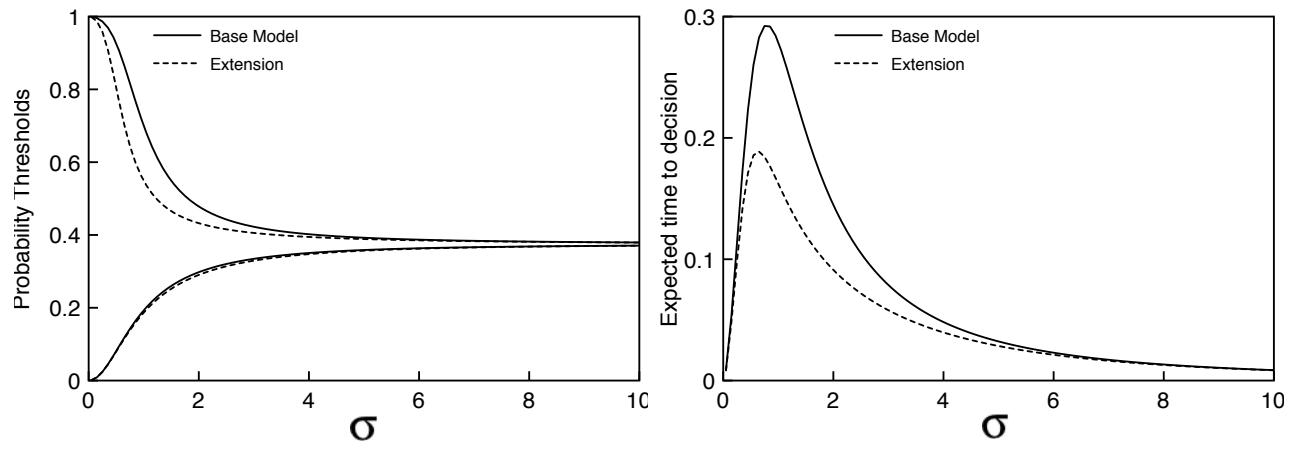 Probability Thresholds
1
0.8
0.6
0.4
0.2
0
0
2
4
6
8
10
σ
Base Model
Extension
Expected time to decision
0.3
0.2
0.1
0
0
2
4
6
8
10
σ
Base Model
Extension